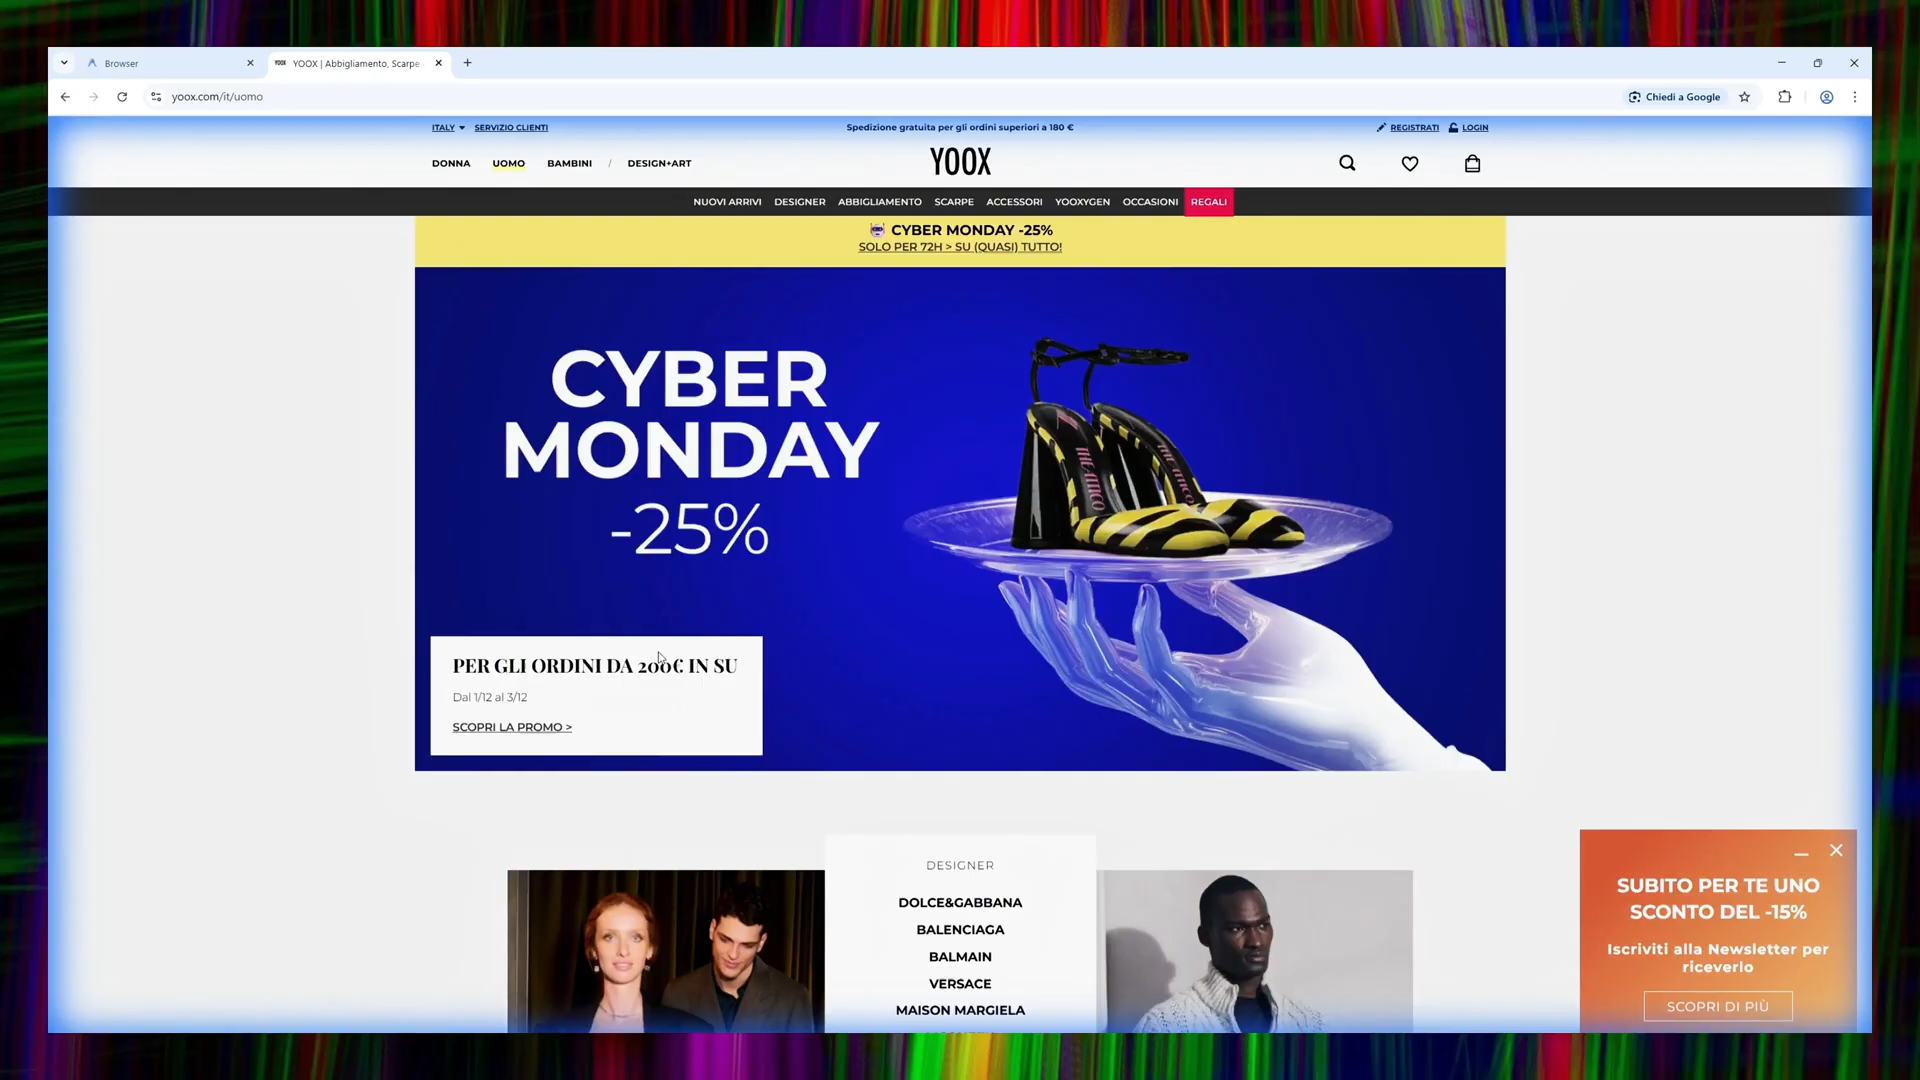 Browser
YOOX | Abbigliamento, Scarpe
yoox.com/it/uomo
Chiedi a Google
ITALY
SERVIZIO CLIENTI
Spedizione gratuita per gli ordini superiori a 180 €
REGISTRATI
LOGIN
DONNA
UOMO
BAMBINI
/
DESIGN+ART
YOOX
NUOVI ARRIVI
DESIGNER
ABBIGLIAMENTO
SCARPE
ACCESSORI
YOOXYGEN
OCCASIONI
REGALI
CYBER MONDAY -25%
SOLO PER 72H > SU (QUASI) TUTTO!
CYBER
MONDAY
-25%
THE ATTICO
THE ATTICO
PER GLI ORDINI DA 200€ IN SU
Dal 1/12 al 3/12
SCOPRI LA PROMO >
DESIGNER
DOLCE&GABBANA
BALENCIAGA
BALMAIN
VERSACE
MAISON MARGIELA
SUBITO PER TE UNO
SCONTO DEL -15%
Iscriviti alla Newsletter per
riceverlo
SCOPRI DI PIÙ